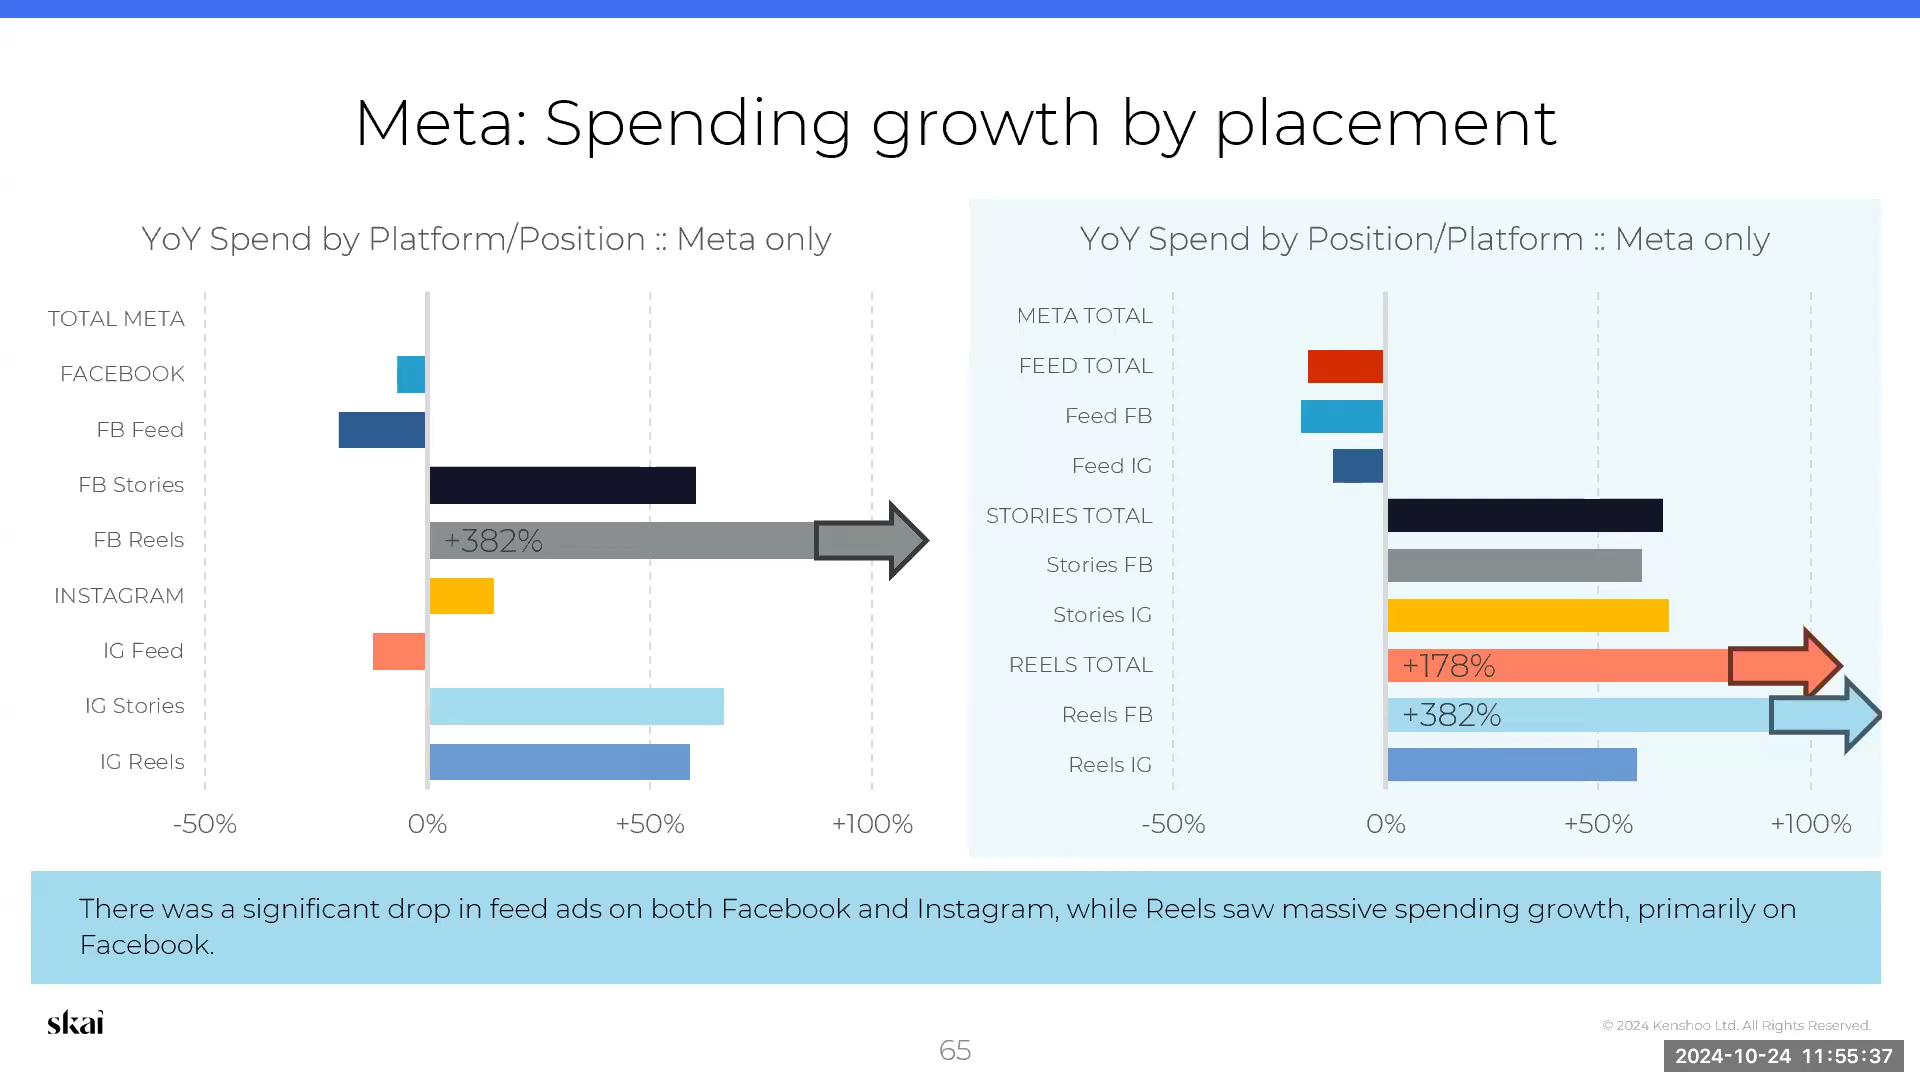 Meta: Spending growth by placement
YoY Spend by Platform/Position :: Meta only
TOTAL META
FACEBOOK
FB Feed
FB Stories
FB Reels
+382%
INSTAGRAM
IG Feed
IG Stories
IG Reels
-50%
0%
+50%
+100%
YoY Spend by Position/Platform :: Meta only
META TOTAL
FEED TOTAL
Feed FB
Feed IG
STORIES TOTAL
Stories FB
Stories IG
REELS TOTAL
+178%
Reels FB
+382%
Reels IG
-50%
0%
+50%
+100%
There was a significant drop in feed ads on both Facebook and Instagram, while Reels saw massive spending growth, primarily on
Facebook.
skai
© 2024 Kenshoo Ltd. All Rights Reserved.
65
2024-10-24 11:55:37